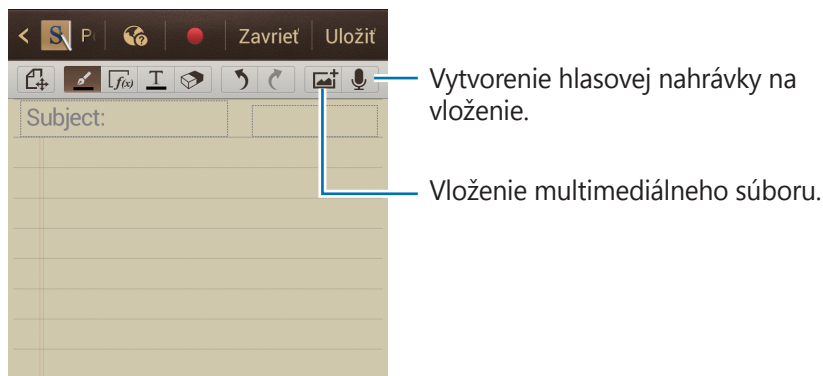 Zavrieť Uložiť
f(x) T
Subject:
Vytvorenie hlasovej nahrávky na
vloženie.
Vloženie multimediálneho súboru.